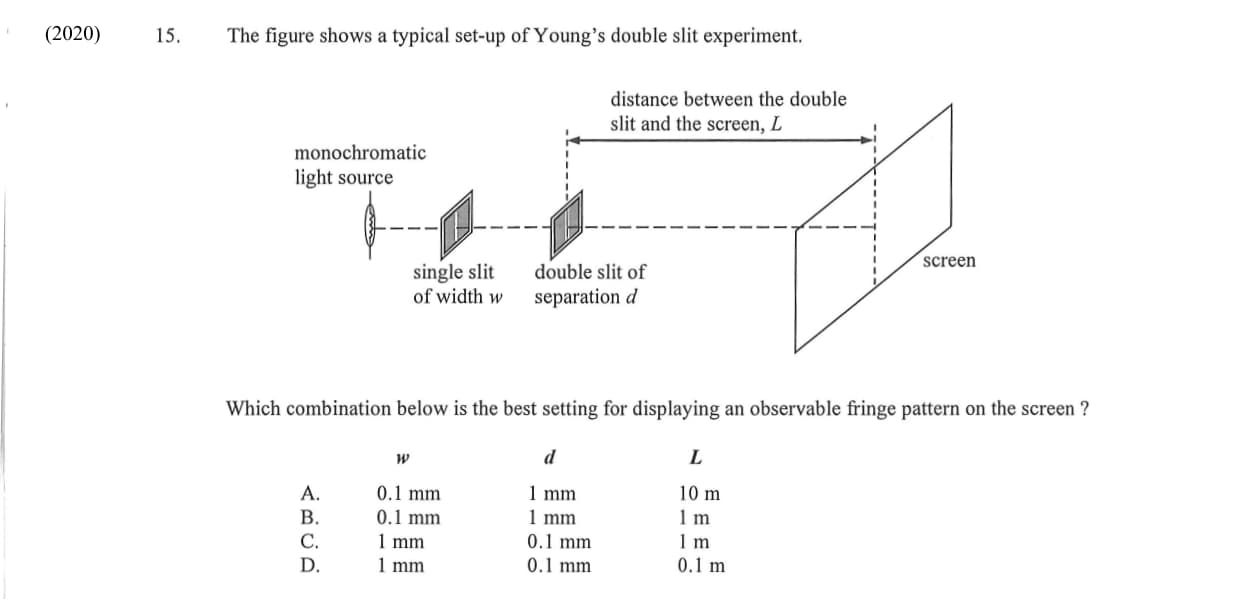 (2020) 15. The figure shows a typical set-up of Young's double slit experiment.
distance between the double
slit and the screen, L
monochromatic
light source
screen
single slit
of width w
double slit of
separation d
Which combination below is the best setting for displaying an observable fringe pattern on the screen ?
w d L
A. 0.1 mm 1 mm 10 m
B. 0.1 mm 1 mm 1 m
C. 1 mm 0.1 mm 1 m
D. 1 mm 0.1 mm 0.1 m